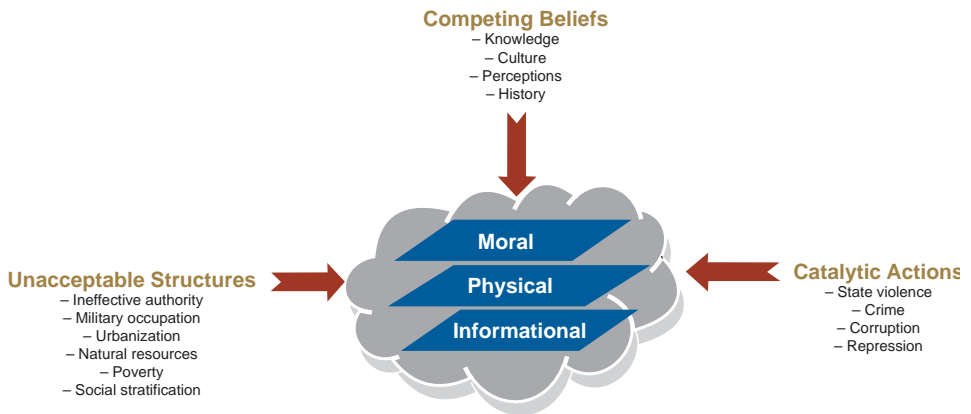 Competing Beliefs
– Knowledge
– Culture
– Perceptions
– History
Moral
Physical
Informational
Unacceptable Structures
– Ineffective authority
– Military occupation
– Urbanization
– Natural resources
– Poverty
– Social stratification
Catalytic Actions
– State violence
– Crime
– Corruption
– Repression